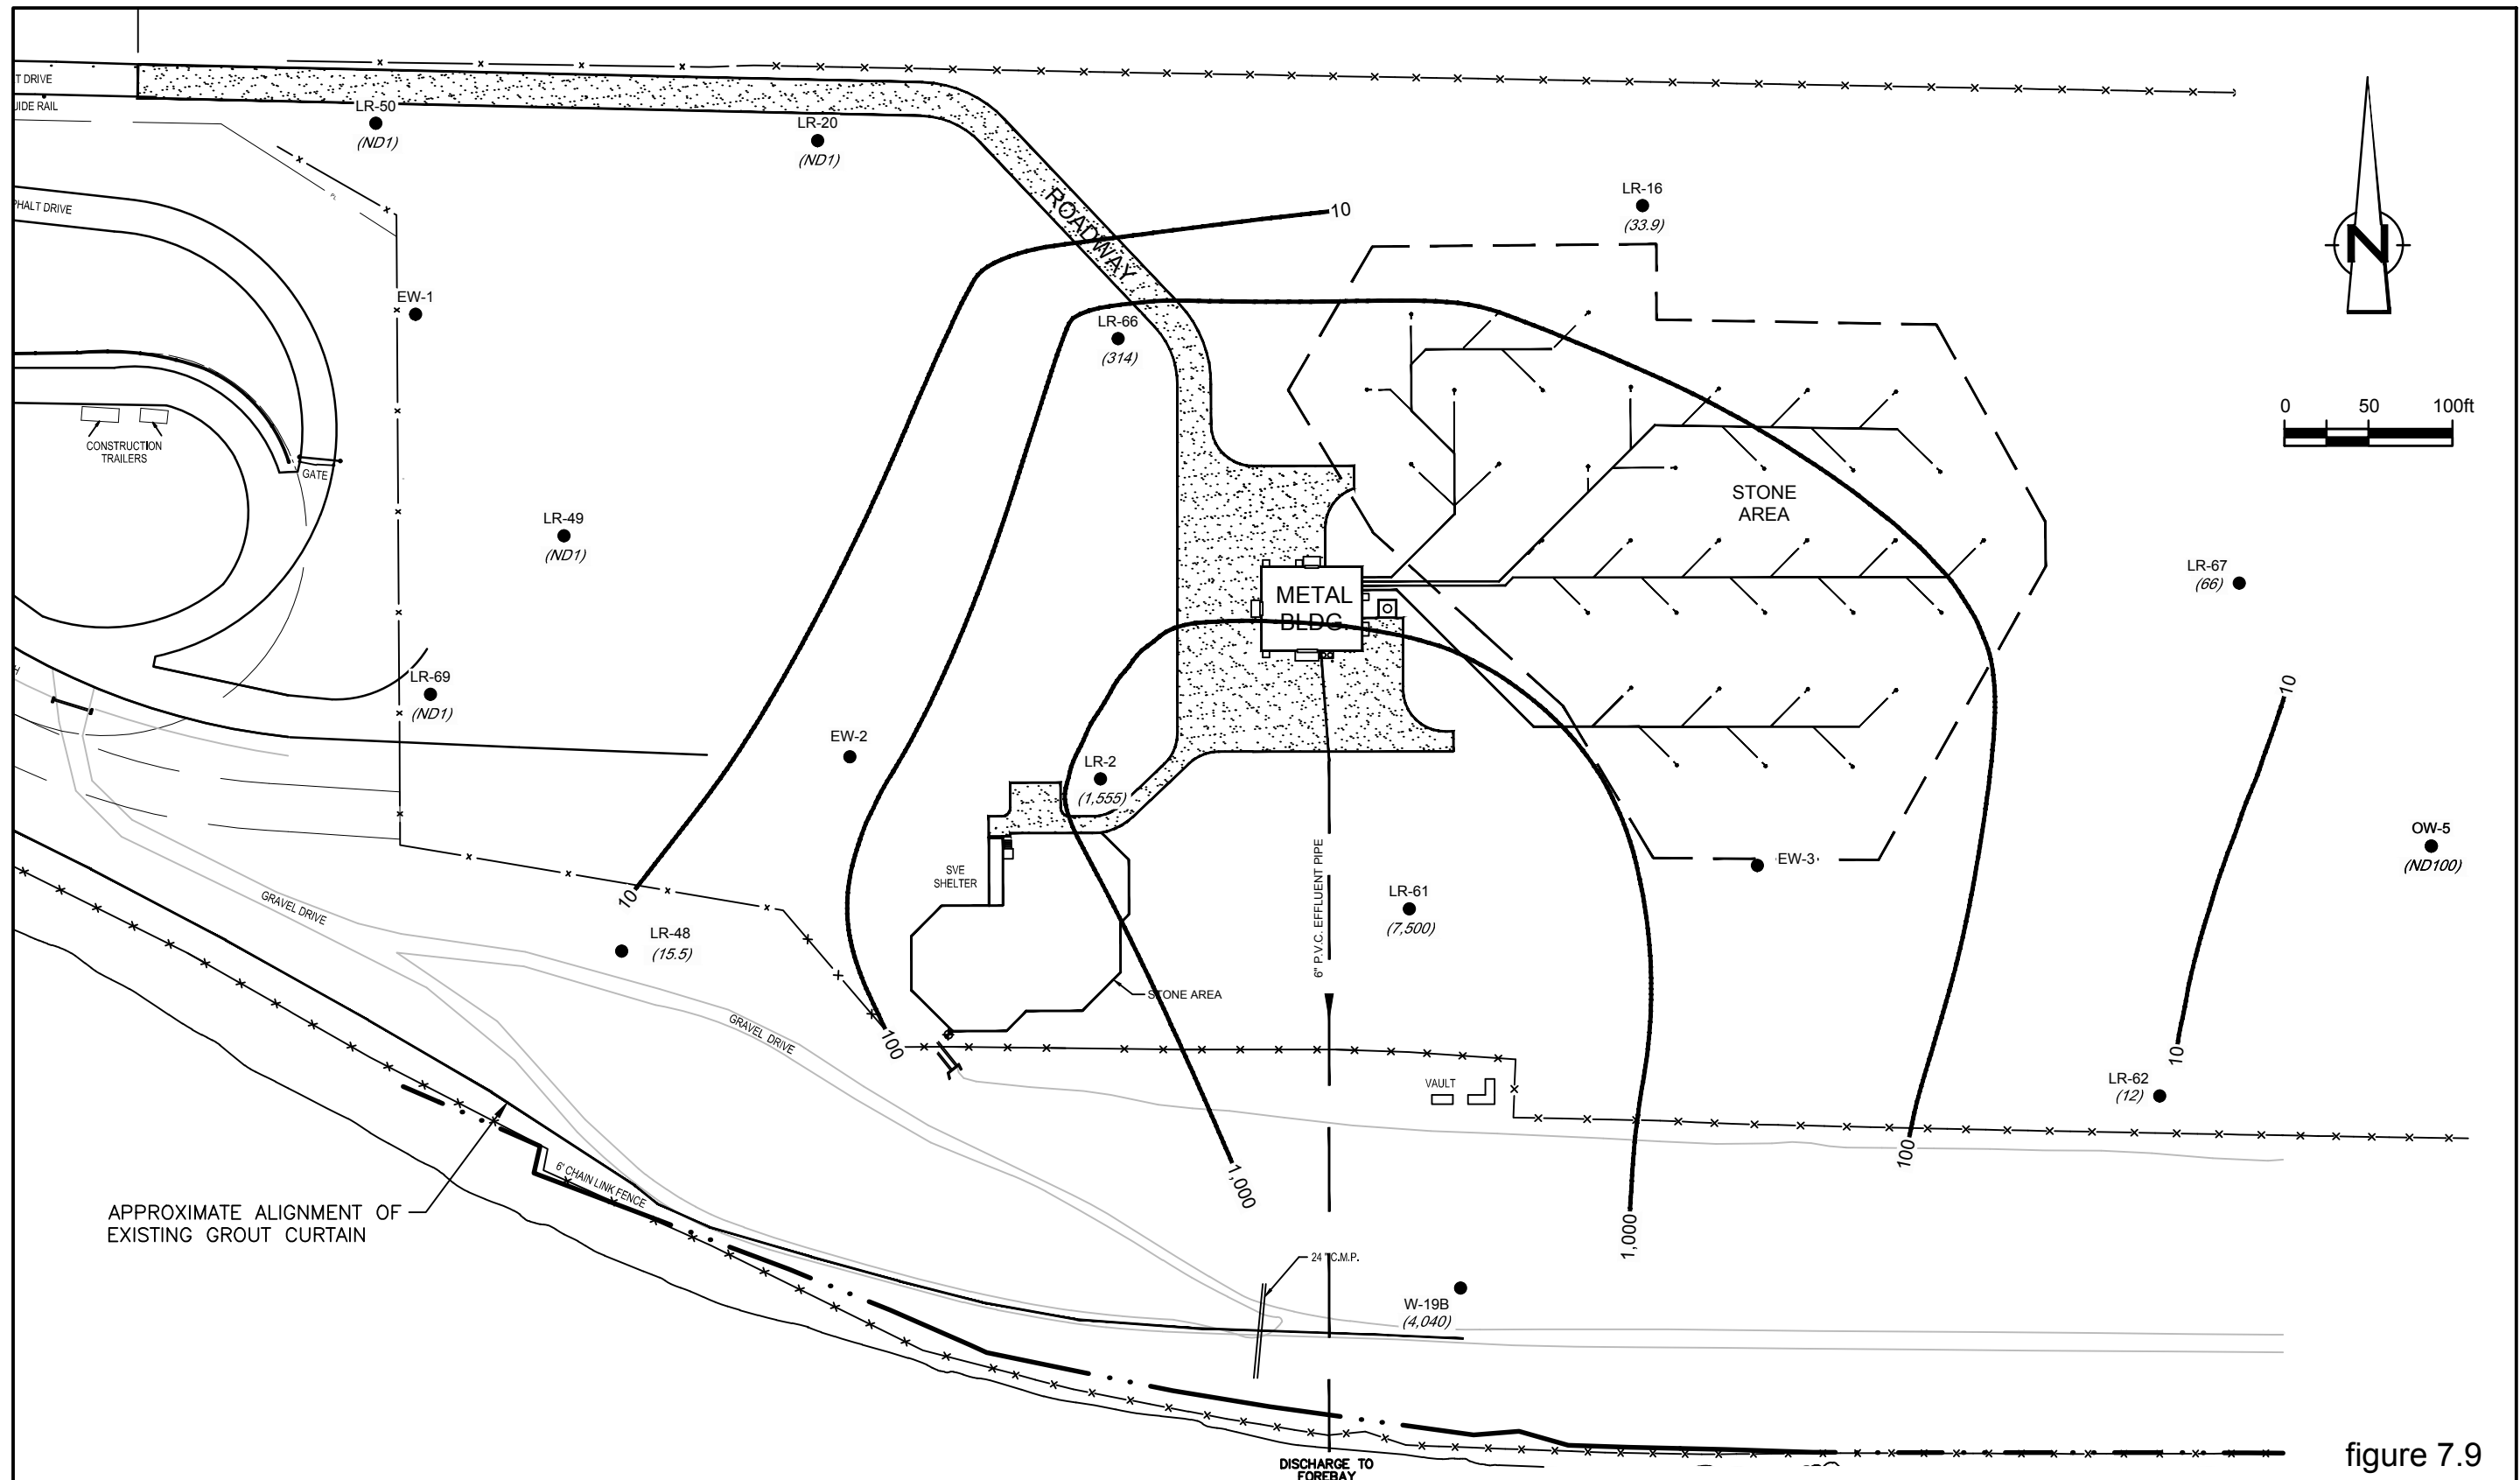 T DRIVE
UIDE RAIL
LR-50
(ND1)
LR-20
(ND1)
ROADWAY
10
LR-16
(33.9)
N
PHALT DRIVE
PL
EW-1
LR-66
(314)
0 50 100ft
CONSTRUCTION
TRAILERS
GATE
LR-49
(ND1)
STONE
AREA
METAL
BLDG.
LR-67
(66)
LR-69
(ND1)
10
EW-2
LR-2
(1,555)
OW-5
(ND100)
SVE
SHELTER
EW-3
10
GRAVEL DRIVE
LR-48
(15.5)
LR-61
(7,500)
6" P.V.C. EFFLUENT PIPE
STONE AREA
GRAVEL DRIVE
100
10
VAULT
LR-62
(12)
100
6' CHAIN LINK FENCE
1,000
1,000
APPROXIMATE ALIGNMENT OF
EXISTING GROUT CURTAIN
24" C.M.P.
W-19B
(4,040)
DISCHARGE TO
FOREBAY
figure 7.9